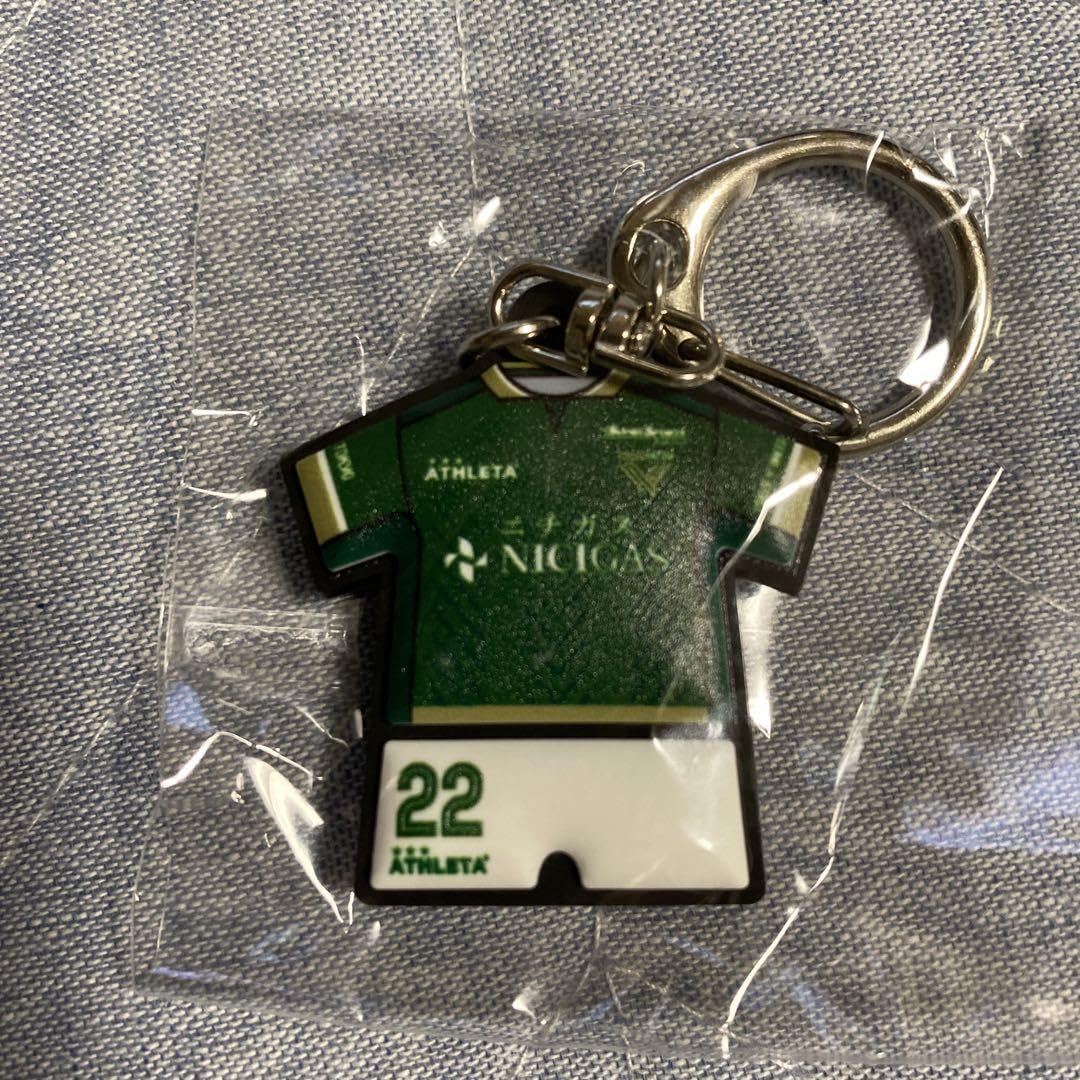 ATHLETA
ニチガス
NICIGAS
22
ATHLETA